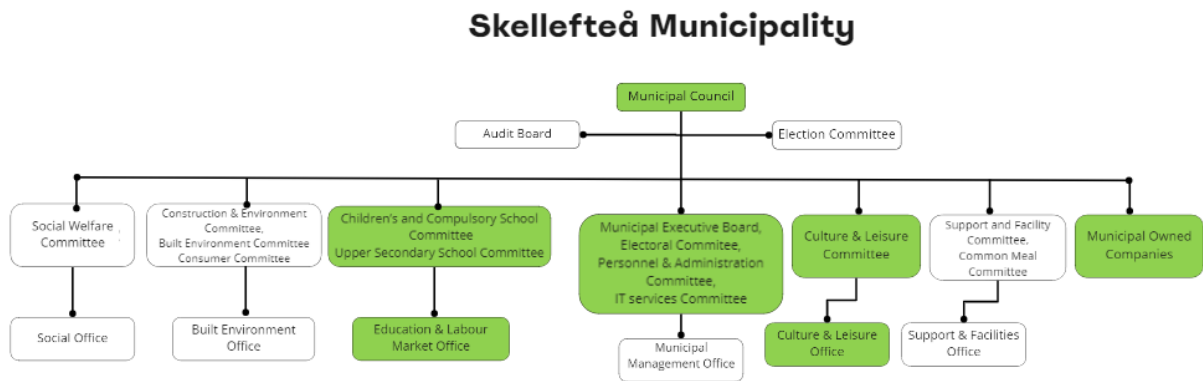 Skellefteå Municipality
Municipal Council
Audit Board
Election Committee
Social Welfare
Committee
Construction & Environment
Committee,
Built Environment Committee
Consumer Committee
Children's and Compulsory School
Committee
Upper Secondary School Committee
Municipal Executive Board,
Electoral Commitee,
Personnel & Administration
Committee,
IT services Committee
Culture & Leisure
Committee
Support and Facility
Committee.
Common Meal
Committee
Municipal Owned
Companies
Social Office
Built Environment
Office
Education & Labour
Market Office
Municipal
Management Office
Culture & Leisure
Office
Support & Facilities
Office